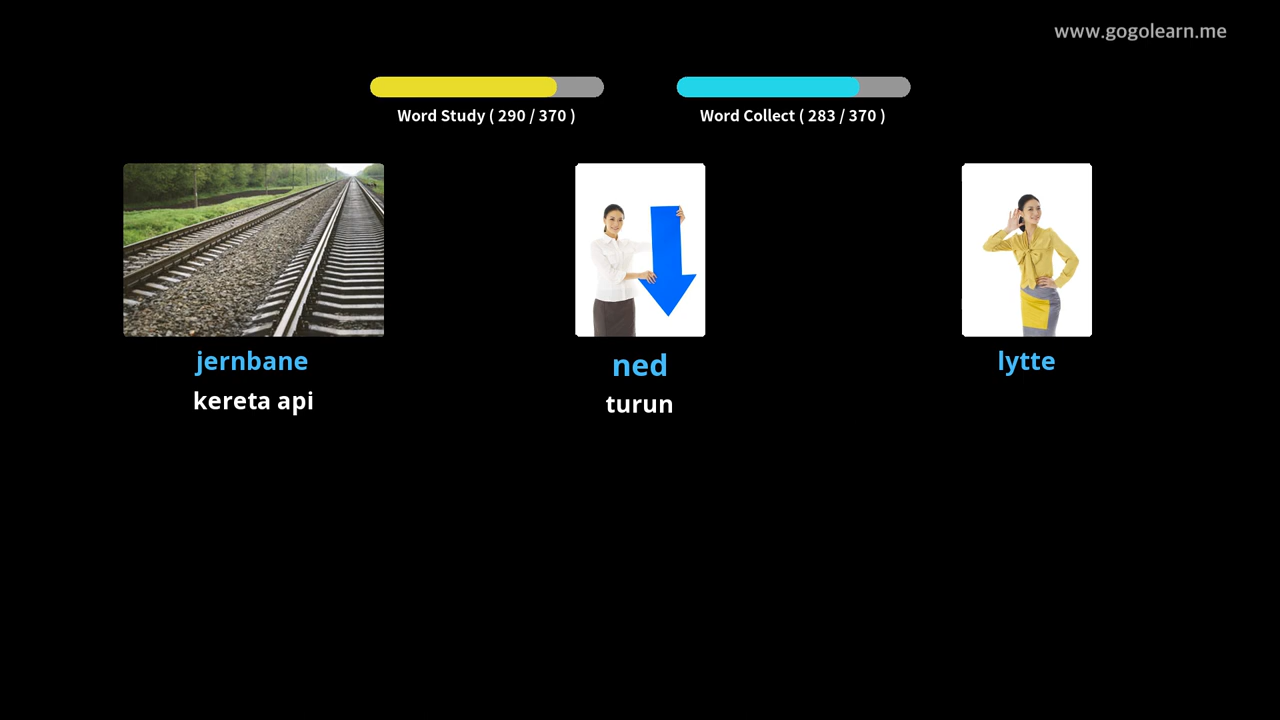 www.gogolearn.me
Word Study ( 290 / 370 )
Word Collect ( 283 / 370 )
jernbane
kereta api
ned
turun
lytte